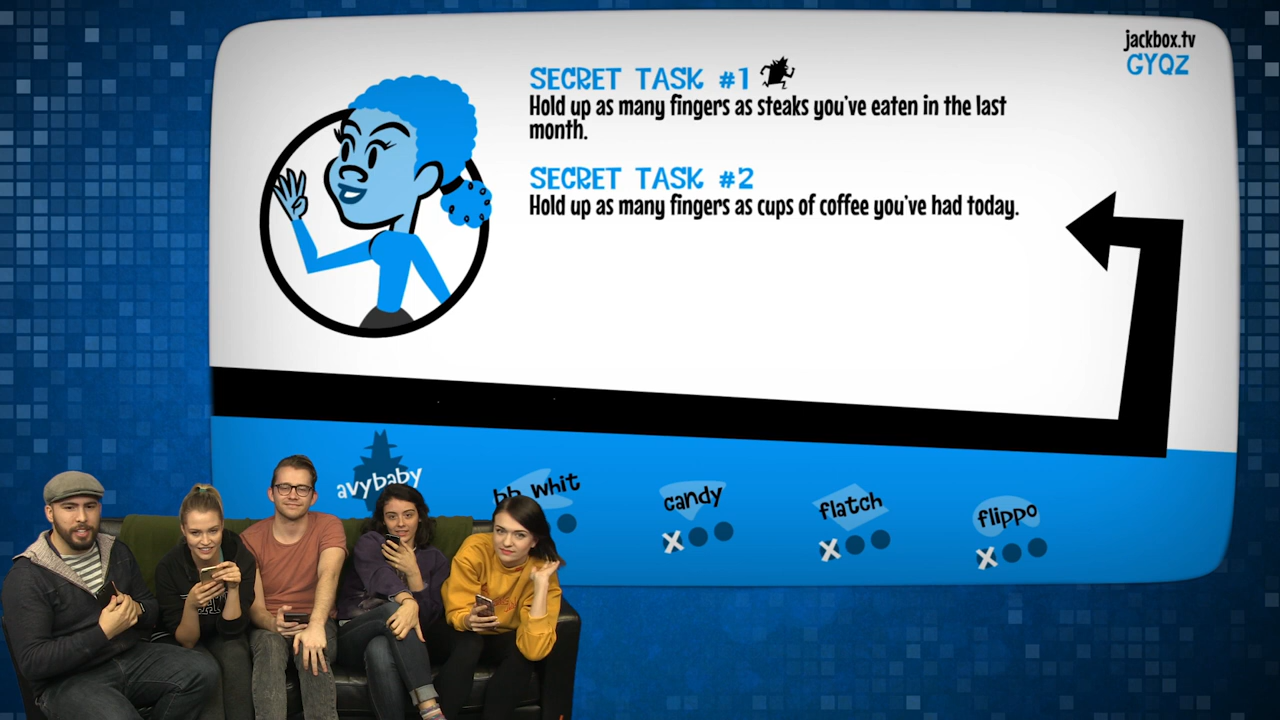 jackbox.tv
GYQZ
SECRET TASK #1
Hold up as many fingers as steaks you've eaten in the last
month.
SECRET TASK #2
Hold up as many fingers as cups of coffee you've had today.
avybaby
bb whit
candy
flatch
flippo